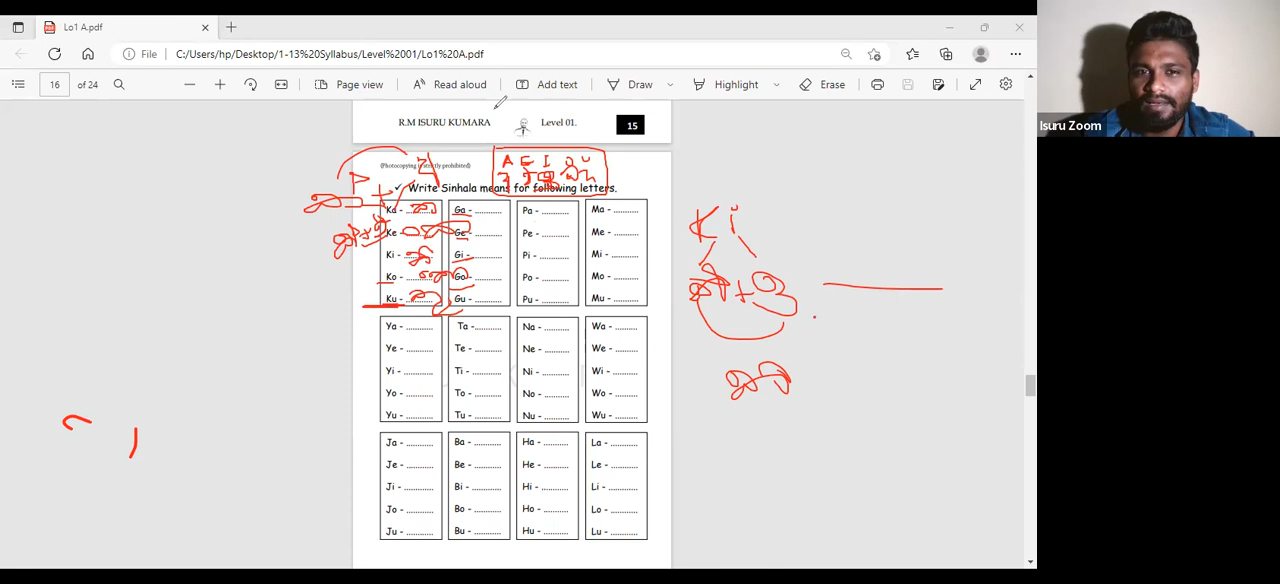 Lo1 A.pdf
File C:/Users/hp/Desktop/1-13%20Syllabus/Level%2001/Lo1%20A.pdf
16 of 24 Page view Read aloud Add text Draw Highlight Erase
Isuru Zoom
R.M ISURU KUMARA Level 01. 15
(Photocopying is strictly prohibited)
A E I O U
✓ Write Sinhala means for following letters.
Ka - ............ Ga - ............ Pa - ............ Ma - ............
Ke - ............ Ge - ............ Pe - ............ Me - ............
Ki - ............ Gi - ............ Pi - ............ Mi - ............
Ko - ............ Go - ............ Po - ............ Mo - ............
Ku - ............ Gu - ............ Pu - ............ Mu - ............
Ki
Ya - ............ Ta - ............ Na - ............ Wa - ............
Ye - ............ Te - ............ Ne - ............ We - ............
Yi - ............ Ti - ............ Ni - ............ Wi - ............
Yo - ............ To - ............ No - ............ Wo - ............
Yu - ............ Tu - ............ Nu - ............ Wu - ............
Ja - ............ Ba - ............ Ha - ............ La - ............
Je - ............ Be - ............ He - ............ Le - ............
Ji - ............ Bi - ............ Hi - ............ Li - ............
Jo - ............ Bo - ............ Ho - ............ Lo - ............
Ju - ............ Bu - ............ Hu - ............ Lu - ............